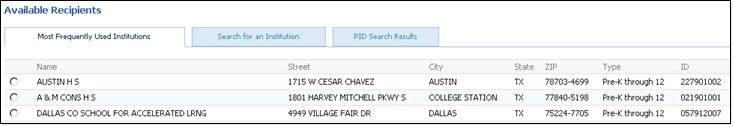 Available Recipients
Most Frequently Used Institutions Search for an Institution PID Search Results
Name Street City State ZIP Type ID
AUSTIN H S 1715 W CESAR CHAVEZ AUSTIN TX 78703-4699 Pre-K through 12 227901002
A & M CONS H S 1801 HARVEY MITCHELL PKWY S COLLEGE STATION TX 77840-5198 Pre-K through 12 021901001
DALLAS CO SCHOOL FOR ACCELERATED LRNG 4949 VILLAGE FAIR DR DALLAS TX 75224-7705 Pre-K through 12 057912007